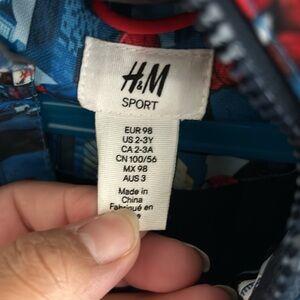 H&M
SPORT
EUR 98
US 2-3Y
CA 2-3A
CN 100/56
MX 98
AUS 3
Made in
China
Fabriqué en